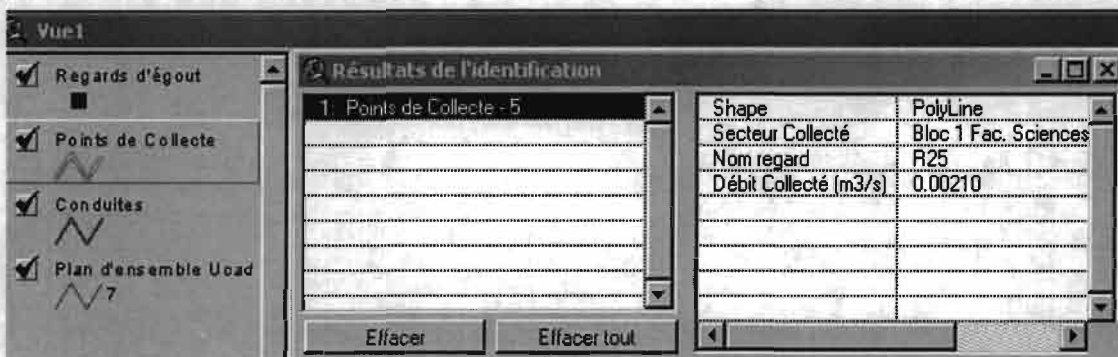 Vue1
Regards d'égout
Points de Collecte
Conduites
Plan d'ensemble Ucad
7
Résultats de l'identification
1: Points de Collecte - 5
Shape PolyLine
Secteur Collecté Bloc 1 Fac. Sciences
Nom regard R25
Débit Collecté (m3/s) 0.00210
Effacer Effacer tout